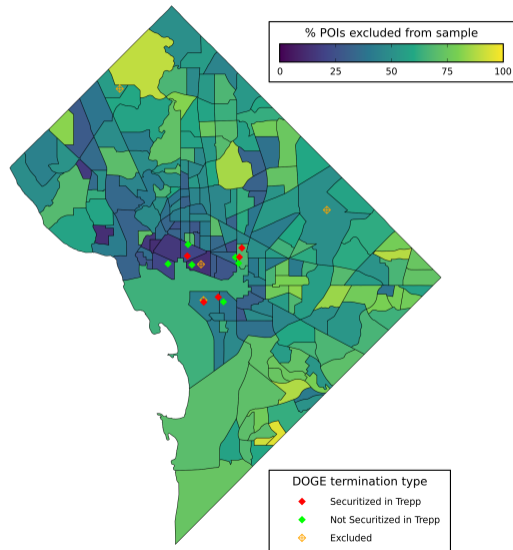 % POIs excluded from sample
0 25 50 75 100
DOGE termination type
Securitized in Trepp
Not Securitized in Trepp
Excluded